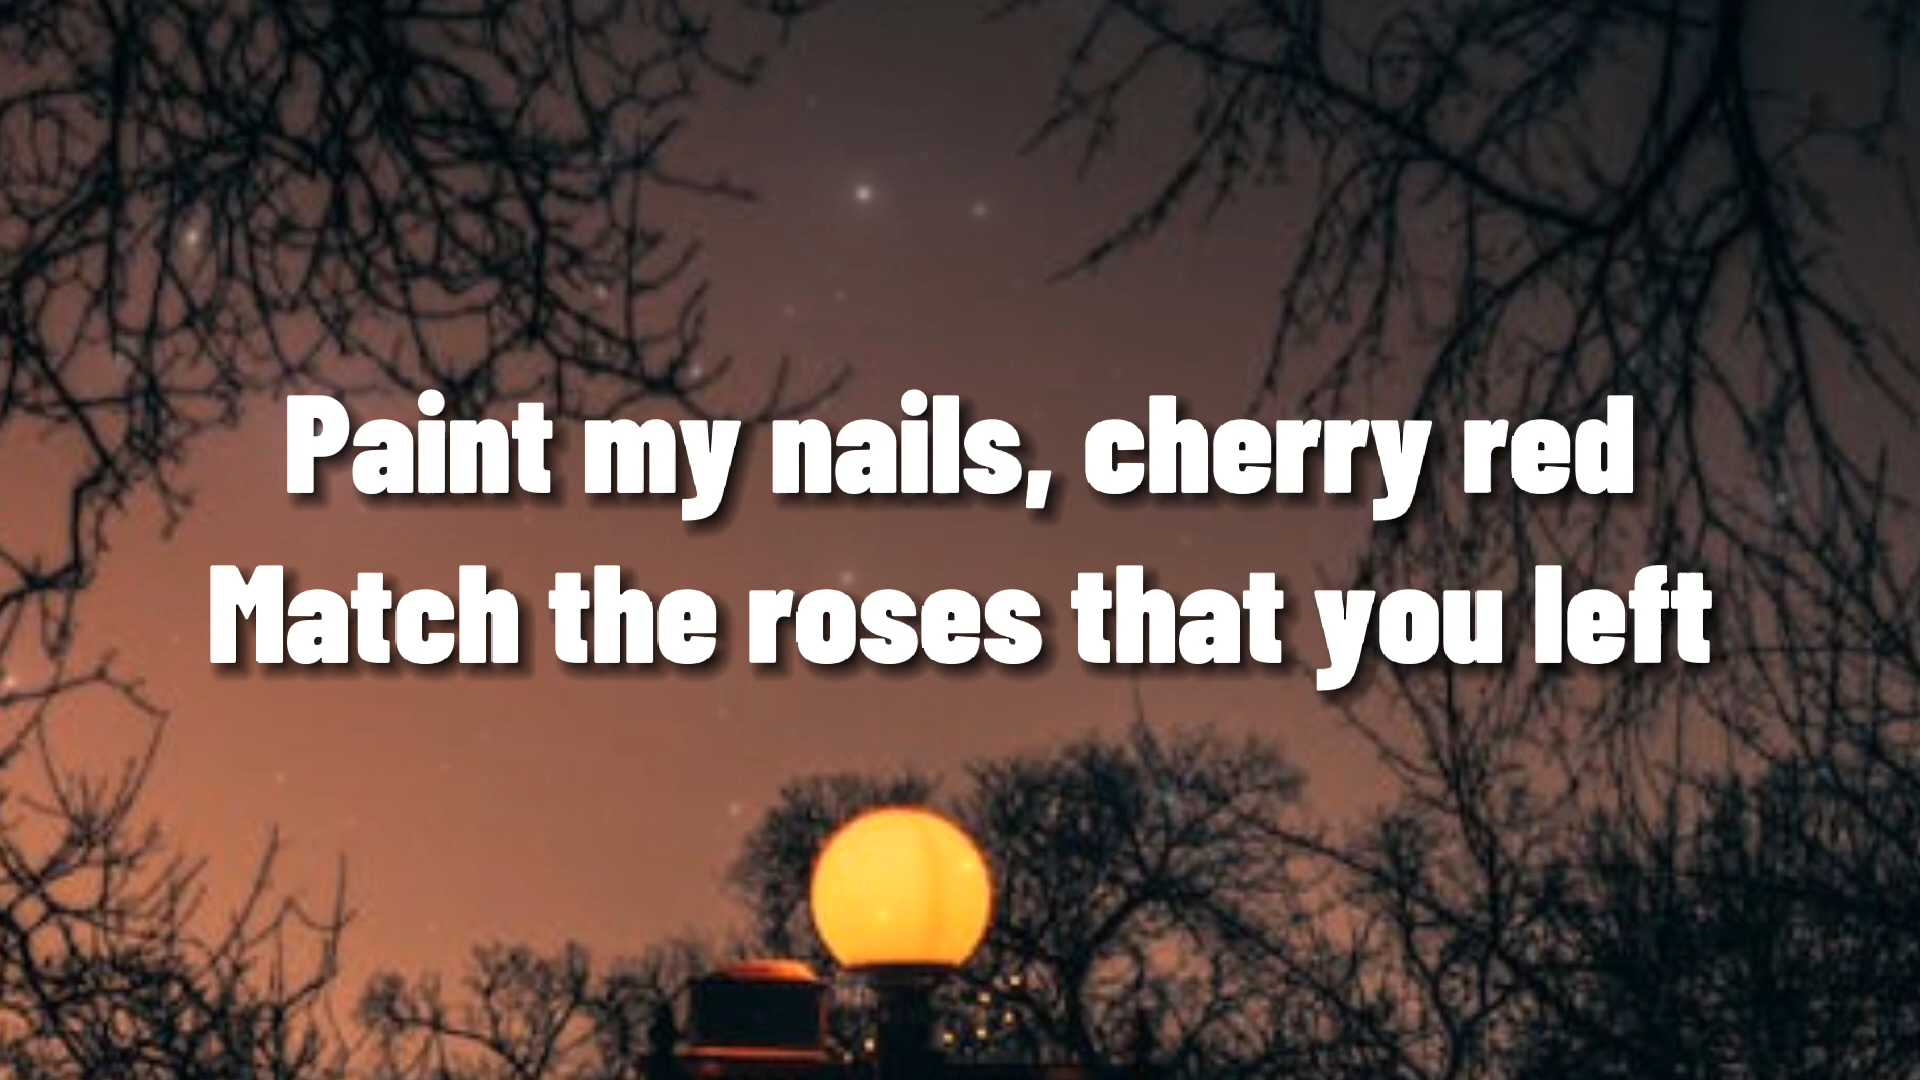 Paint my nails, cherry red
Match the roses that you left